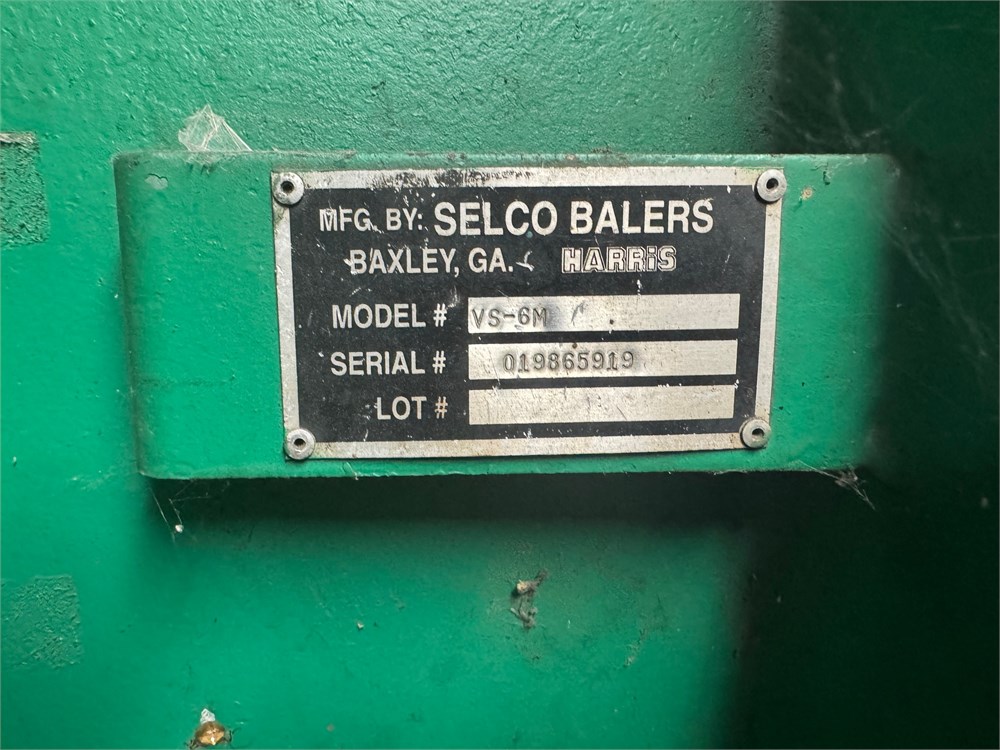 MFG. BY: SELCO BALERS
BAXLEY, GA. HARRIS
MODEL # VS-6M
SERIAL # 019865919
LOT #